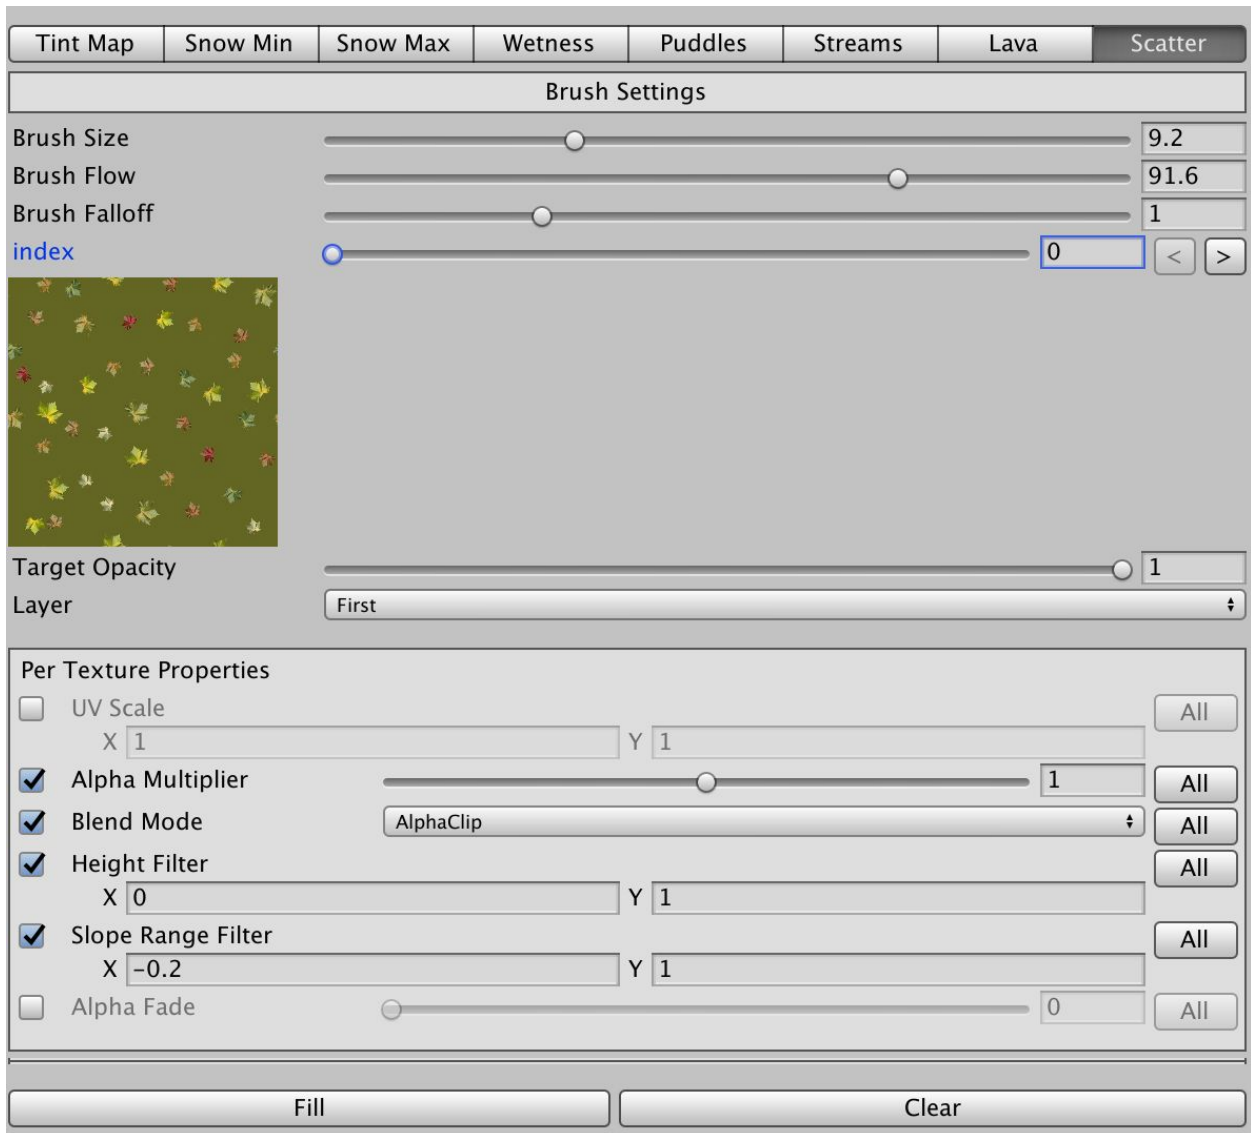 Tint Map Snow Min Snow Max Wetness Puddles Streams Lava Scatter
Brush Settings
Brush Size 9.2
Brush Flow 91.6
Brush Falloff 1
index 0 < >
Target Opacity 1
Layer First
Per Texture Properties
UV Scale All
X 1 Y 1
Alpha Multiplier 1 All
Blend Mode AlphaClip All
Height Filter All
X 0 Y 1
Slope Range Filter All
X -0.2 Y 1
Alpha Fade 0 All
Fill Clear